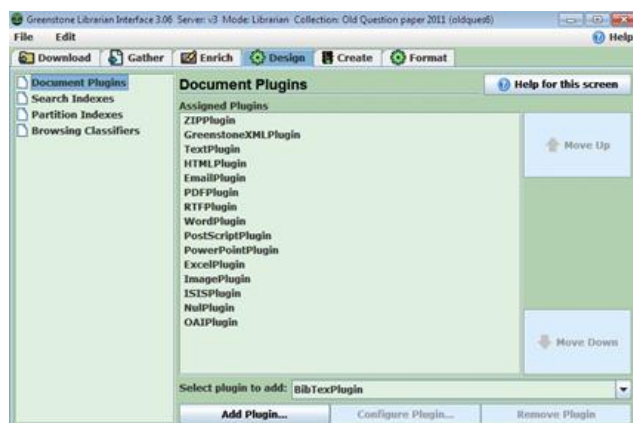 Greenstone Librarian Interface 3.06 Server: v3 Mode: Librarian Collection: Old Question paper 2011 (oldques6)
File Edit Help
Download Gather Enrich Design Create Format
Document Plugins
Search Indexes
Partition Indexes
Browsing Classifiers
Document Plugins Help for this screen
Assigned Plugins
ZIPPlugin
GreenstoneXMLPlugin
TextPlugin
HTMLPlugin
EmailPlugin
PDFPlugin
RTFPlugin
WordPlugin
PostScriptPlugin
PowerPointPlugin
ExcelPlugin
ImagePlugin
ISISPlugin
NulPlugin
OAIPlugin
Move Up
Move Down
Select plugin to add: BibTexPlugin
Add Plugin... Configure Plugin... Remove Plugin